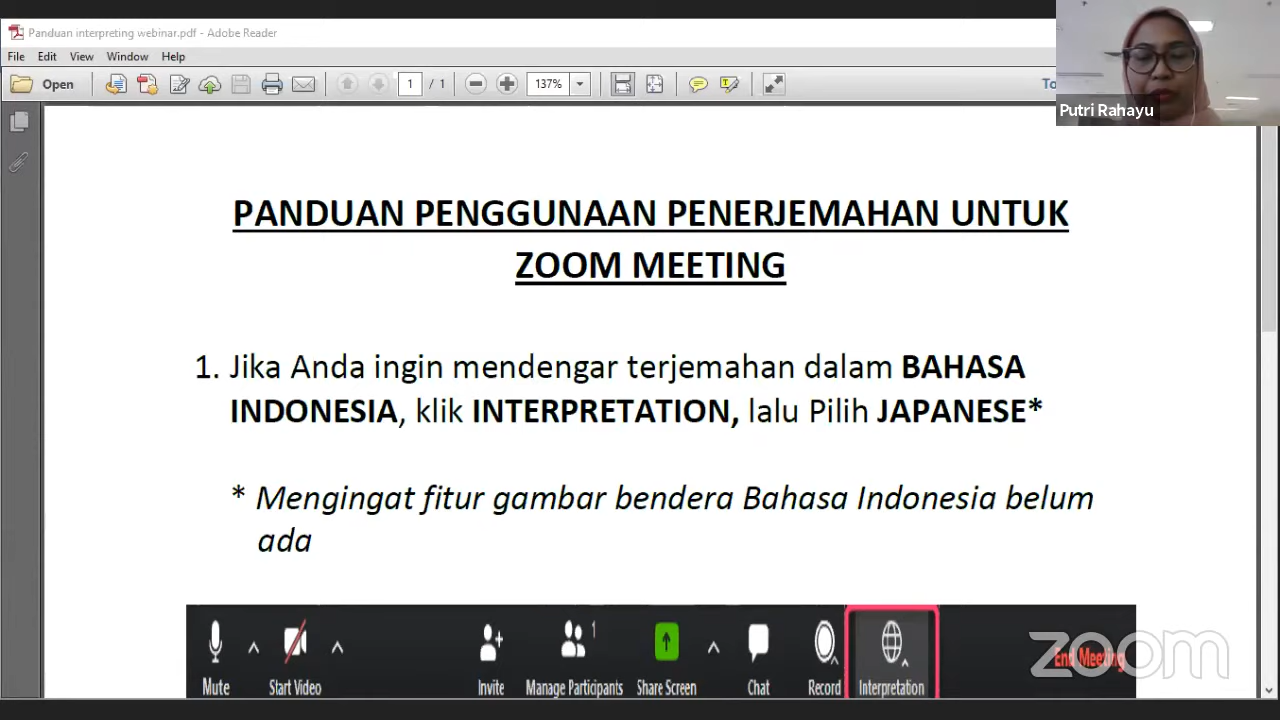 Panduan interpreting webinar.pdf - Adobe Reader
File Edit View Window Help
Open 1 / 1 137% To
Putri Rahayu
PANDUAN PENGGUNAAN PENERJEMAHAN UNTUK
ZOOM MEETING
1. Jika Anda ingin mendengar terjemahan dalam BAHASA
INDONESIA, klik INTERPRETATION, lalu Pilih JAPANESE*
* Mengingat fitur gambar bendera Bahasa Indonesia belum
ada
1
Mute Start Video Invite Manage Participants Share Screen Chat Record Interpretation End Meeting
zoom